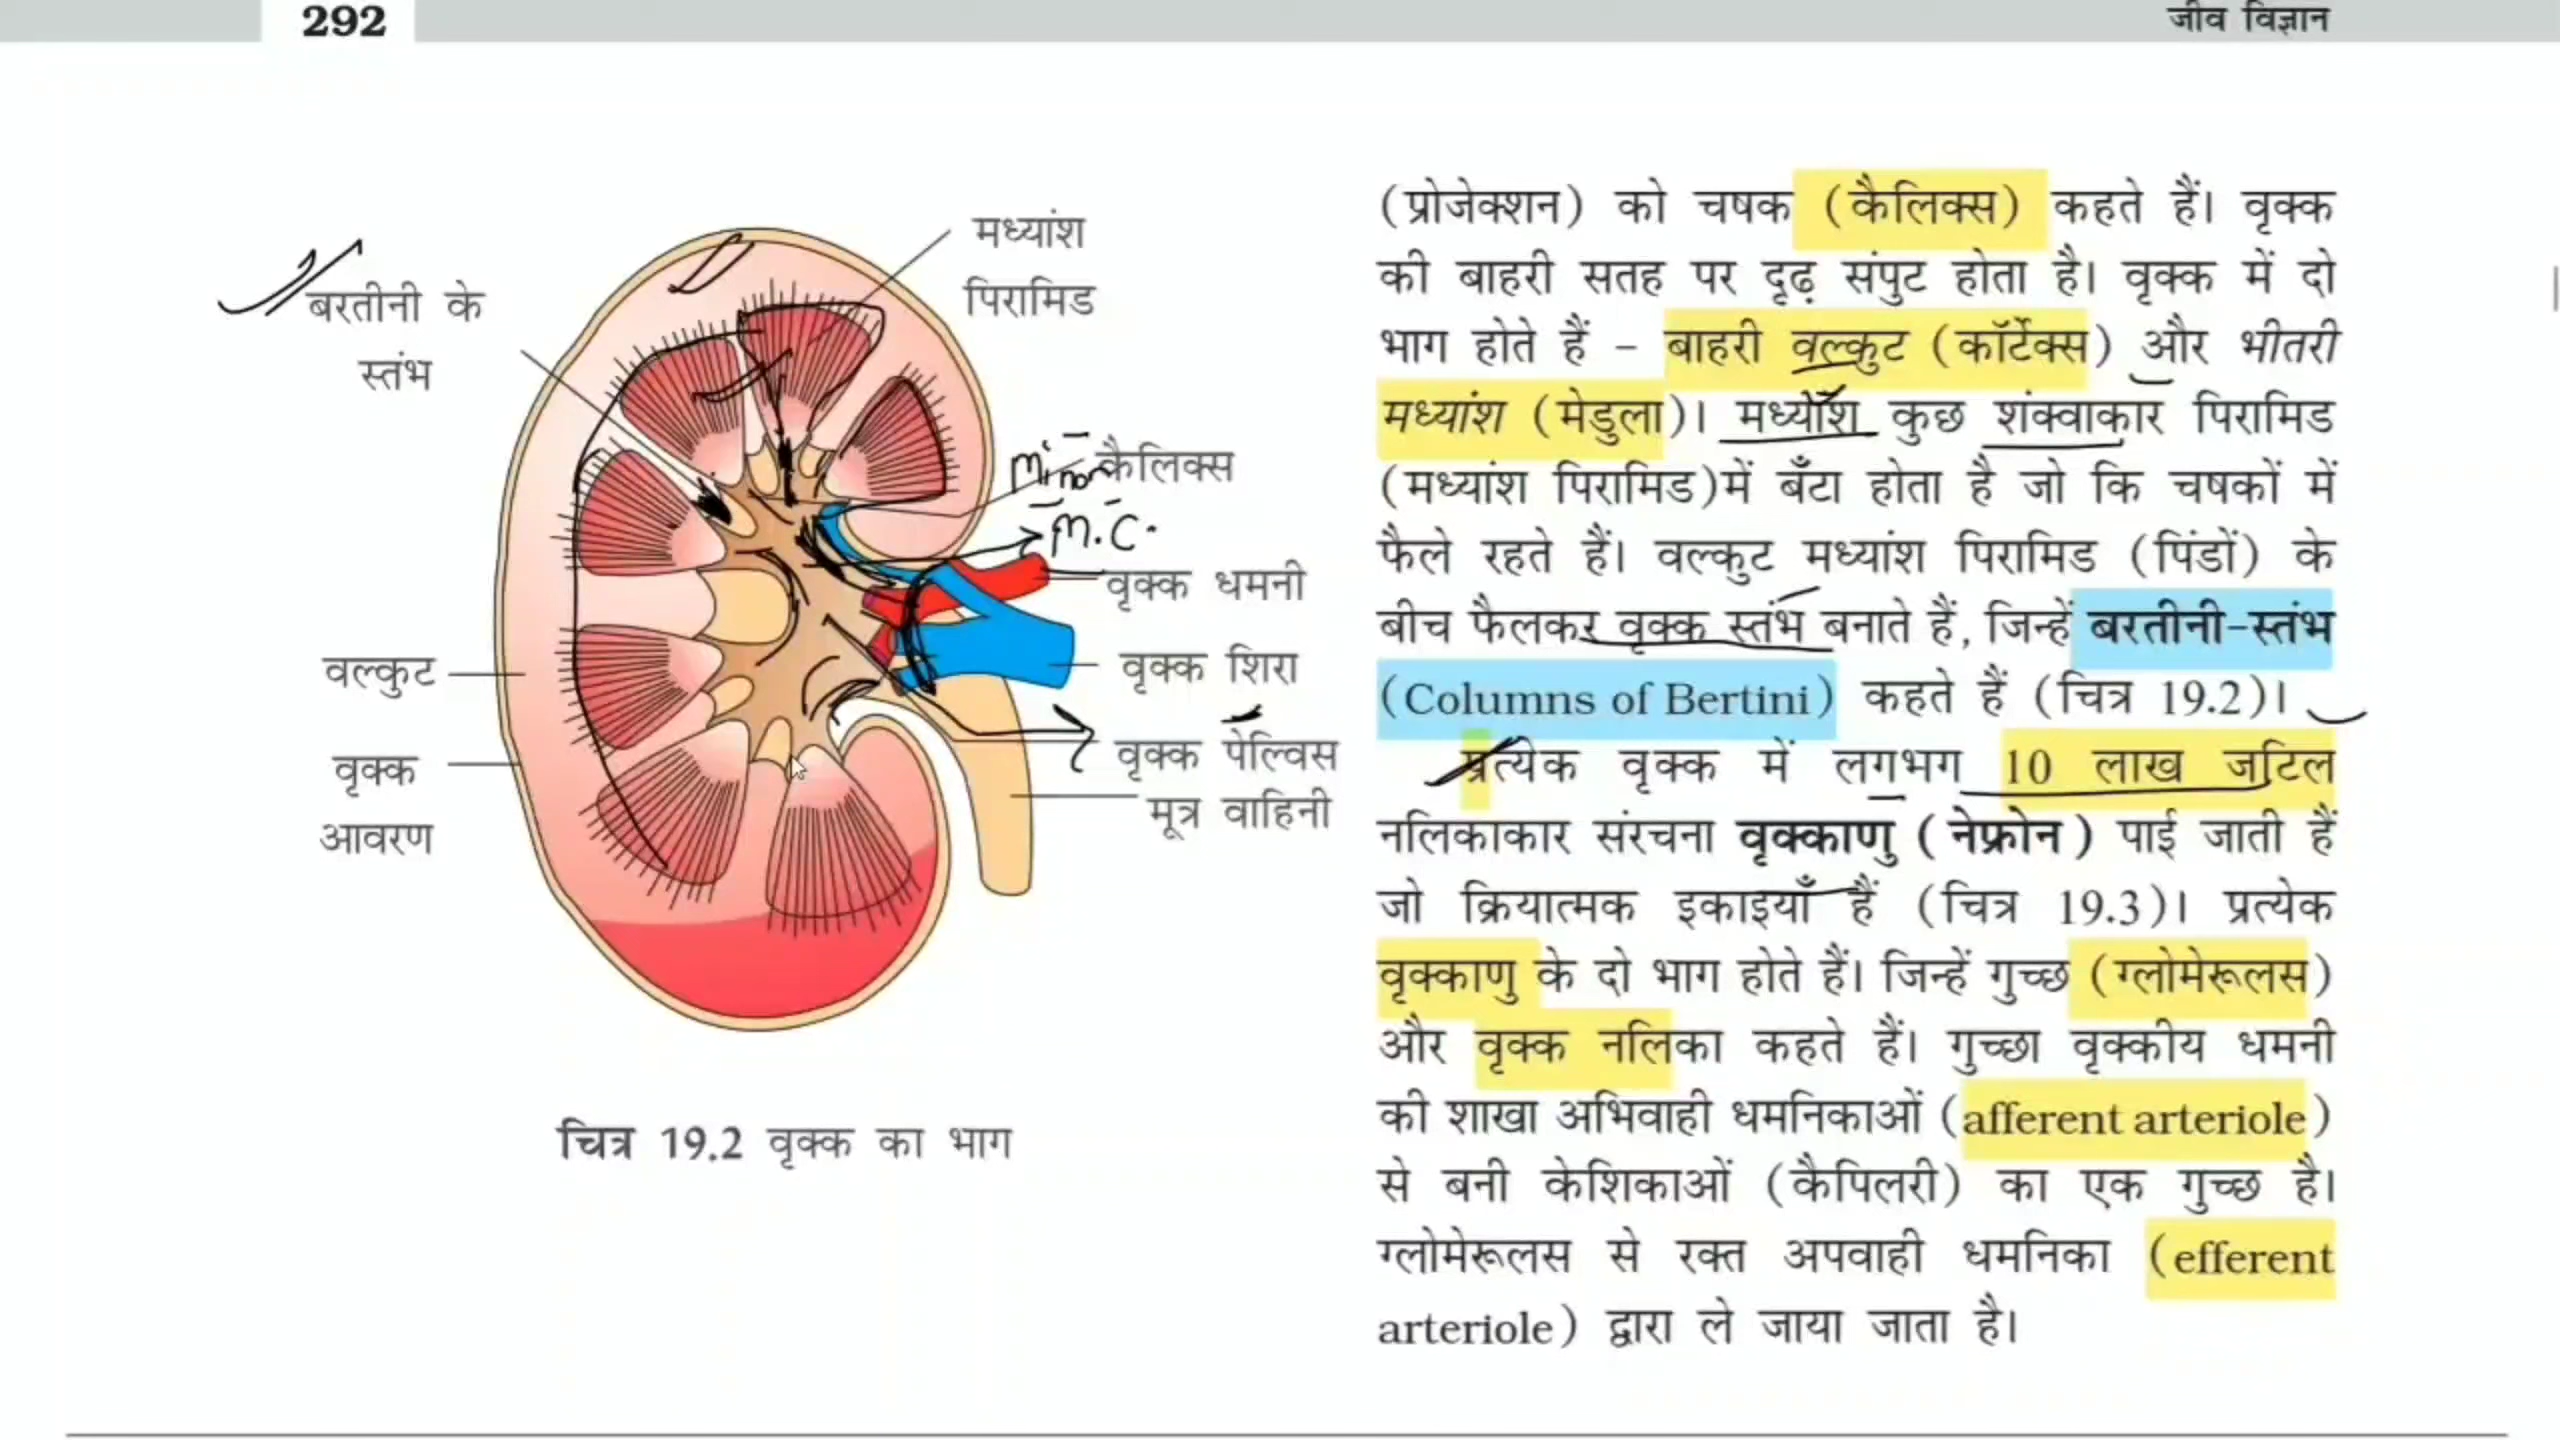 292
जीव विज्ञान
मध्यांश
पिरामिड
बरतीनी के
स्तंभ
Minor
कैलिक्स
M.C.
वृक्क धमनी
वृक्क शिरा
वल्कुट
वृक्क पेल्विस
वृक्क
आवरण
मूत्र वाहिनी
चित्र 19.2 वृक्क का भाग
(प्रोजेक्शन) को चषक (कैलिक्स) कहते हैं। वृक्क
की बाहरी सतह पर दृढ़ संपुट होता है। वृक्क में दो
भाग होते हैं – बाहरी वल्कुट (कॉर्टेक्स) और भीतरी
मध्यांश (मेडुला)। मध्याँश कुछ शंक्वाकार पिरामिड
(मध्यांश पिरामिड)में बँटा होता है जो कि चषकों में
फैले रहते हैं। वल्कुट मध्यांश पिरामिड (पिंडों) के
बीच फैलकर वृक्क स्तंभ बनाते हैं, जिन्हें बरतीनी-स्तंभ
(Columns of Bertini) कहते हैं (चित्र 19.2)।
प्रत्येक वृक्क में लगभग 10 लाख जटिल
नलिकाकार संरचना वृक्काणु (नेफ्रोन) पाई जाती हैं
जो क्रियात्मक इकाइयाँ हैं (चित्र 19.3)। प्रत्येक
वृक्काणु के दो भाग होते हैं। जिन्हें गुच्छ (ग्लोमेरूलस)
और वृक्क नलिका कहते हैं। गुच्छा वृक्कीय धमनी
की शाखा अभिवाही धमनिकाओं (afferent arteriole)
से बनी केशिकाओं (कैपिलरी) का एक गुच्छ है।
ग्लोमेरूलस से रक्त अपवाही धमनिका (efferent
arteriole) द्वारा ले जाया जाता है।